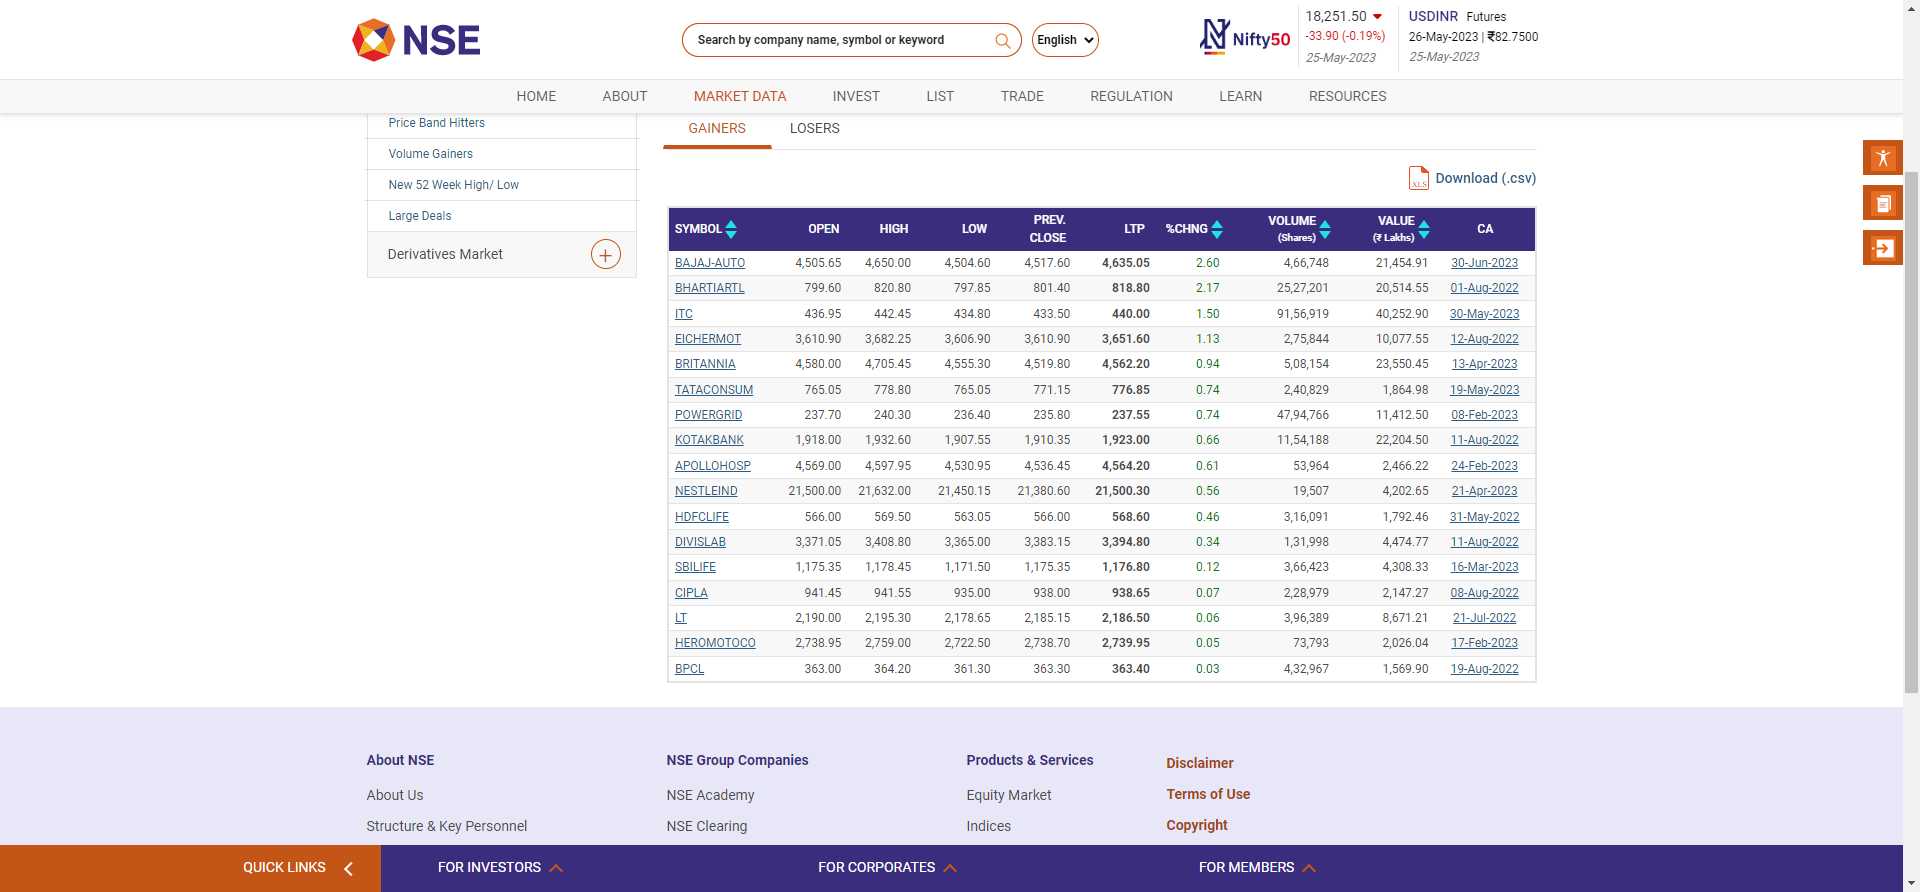 NSE
Search by company name, symbol or keyword
English
Nifty50
18,251.50
-33.90 (-0.19%)
25-May-2023
USDINR Futures
26-May-2023 | ₹82.7500
25-May-2023
HOME ABOUT MARKET DATA INVEST LIST TRADE REGULATION LEARN RESOURCES
Price Band Hitters
Volume Gainers
New 52 Week High/ Low
Large Deals
Derivatives Market
GAINERS LOSERS
XLS Download (.csv)
SYMBOL OPEN HIGH LOW PREV. CLOSE LTP %CHNG VOLUME (Shares) VALUE (₹ Lakhs) CA
BAJAJ-AUTO 4,505.65 4,650.00 4,504.60 4,517.60 4,635.05 2.60 4,66,748 21,454.91 30-Jun-2023
BHARTIARTL 799.60 820.80 797.85 801.40 818.80 2.17 25,27,201 20,514.55 01-Aug-2022
ITC 436.95 442.45 434.80 433.50 440.00 1.50 91,56,919 40,252.90 30-May-2023
EICHERMOT 3,610.90 3,682.25 3,606.90 3,610.90 3,651.60 1.13 2,75,844 10,077.55 12-Aug-2022
BRITANNIA 4,580.00 4,705.45 4,555.30 4,519.80 4,562.20 0.94 5,08,154 23,550.45 13-Apr-2023
TATACONSUM 765.05 778.80 765.05 771.15 776.85 0.74 2,40,829 1,864.98 19-May-2023
POWERGRID 237.70 240.30 236.40 235.80 237.55 0.74 47,94,766 11,412.50 08-Feb-2023
KOTAKBANK 1,918.00 1,932.60 1,907.55 1,910.35 1,923.00 0.66 11,54,188 22,204.50 11-Aug-2022
APOLLOHOSP 4,569.00 4,597.95 4,530.95 4,536.45 4,564.20 0.61 53,964 2,466.22 24-Feb-2023
NESTLEIND 21,500.00 21,632.00 21,450.15 21,380.60 21,500.30 0.56 19,507 4,202.65 21-Apr-2023
HDFCLIFE 566.00 569.50 563.05 566.00 568.60 0.46 3,16,091 1,792.46 31-May-2022
DIVISLAB 3,371.05 3,408.80 3,365.00 3,383.15 3,394.80 0.34 1,31,998 4,474.77 11-Aug-2022
SBILIFE 1,175.35 1,178.45 1,171.50 1,175.35 1,176.80 0.12 3,66,423 4,308.33 16-Mar-2023
CIPLA 941.45 941.55 935.00 938.00 938.65 0.07 2,28,979 2,147.27 08-Aug-2022
LT 2,190.00 2,195.30 2,178.65 2,185.15 2,186.50 0.06 3,96,389 8,671.21 21-Jul-2022
HEROMOTOCO 2,738.95 2,759.00 2,722.50 2,738.70 2,739.95 0.05 73,793 2,026.04 17-Feb-2023
BPCL 363.00 364.20 361.30 363.30 363.40 0.03 4,32,967 1,569.90 19-Aug-2022
About NSE
About Us
Structure & Key Personnel
NSE Group Companies
NSE Academy
NSE Clearing
Products & Services
Equity Market
Indices
Disclaimer
Terms of Use
Copyright
QUICK LINKS FOR INVESTORS FOR CORPORATES FOR MEMBERS